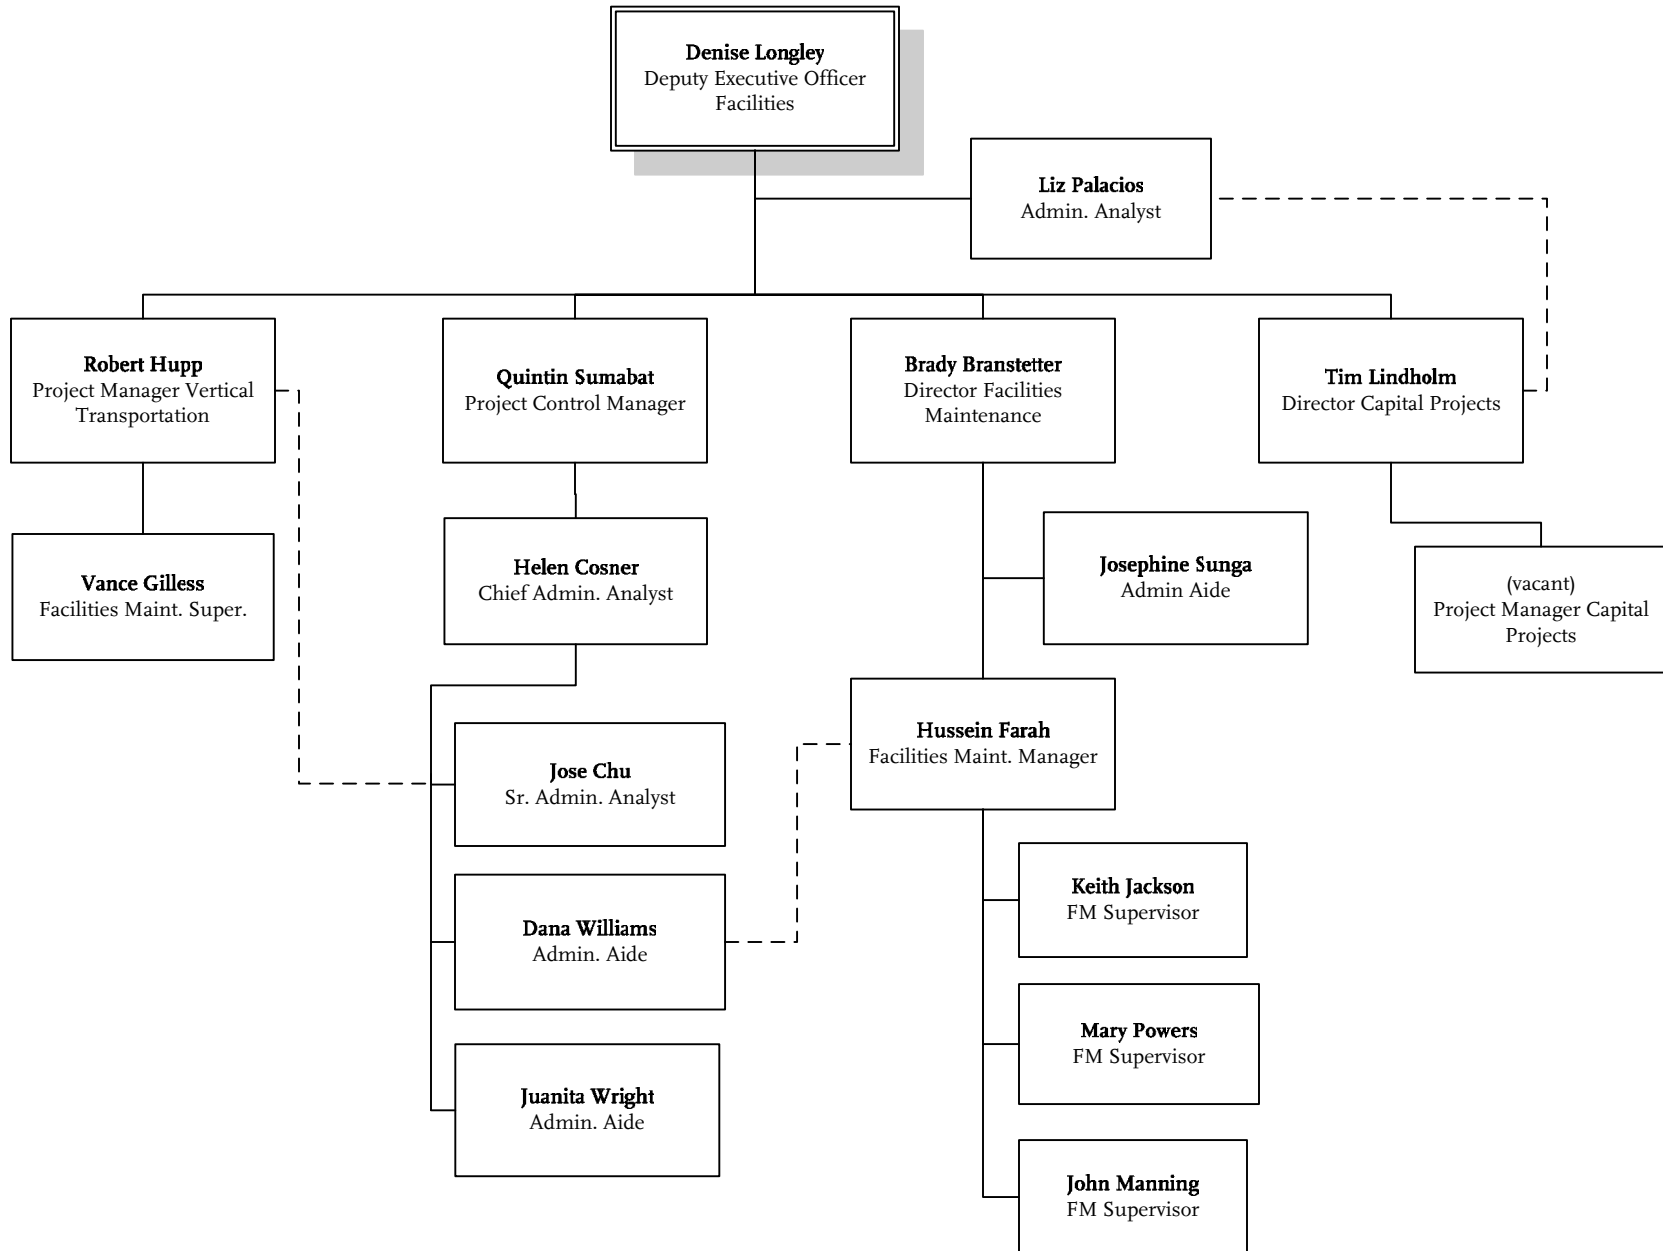 Denise Longley
Deputy Executive Officer
Facilities
Liz Palacios
Admin. Analyst
Robert Hupp
Project Manager Vertical
Transportation
Quintin Sumabat
Project Control Manager
Brady Branstetter
Director Facilities
Maintenance
Tim Lindholm
Director Capital Projects
Vance Gilless
Facilities Maint. Super.
Helen Cosner
Chief Admin. Analyst
Josephine Sunga
Admin Aide
(vacant)
Project Manager Capital
Projects
Hussein Farah
Facilities Maint. Manager
Jose Chu
Sr. Admin. Analyst
Keith Jackson
FM Supervisor
Dana Williams
Admin. Aide
Mary Powers
FM Supervisor
Juanita Wright
Admin. Aide
John Manning
FM Supervisor